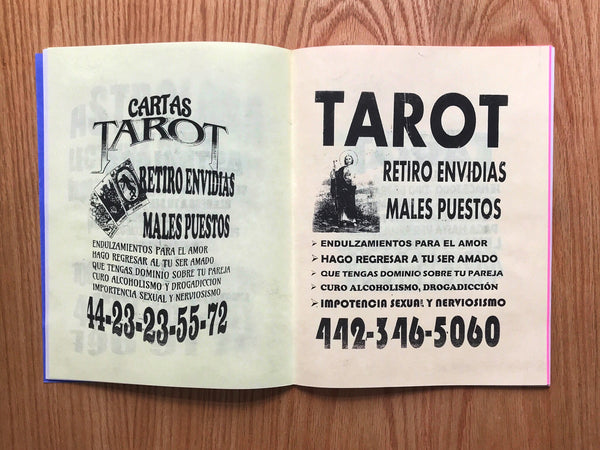 CARTAS
TAROT
RETIRO ENVIDIAS
MALES PUESTOS
ENDULZAMIENTOS PARA EL AMOR
HAGO REGRESAR AL TU SER AMADO
QUE TENGAS DOMINIO SOBRE TU PAREJA
CURO ALCOHOLISMO Y DROGADICCION
IMPORTENCIA SEXUAL Y NERVIOSISMO
44-23-23-55-72
TAROT
RETIRO ENVIDIAS
MALES PUESTOS
➢ ENDULZAMIENTOS PARA EL AMOR
➢ HAGO REGRESAR A TU SER AMADO
➢ QUE TENGAS DOMINIO SOBRE TU PAREJA
➢ CURO ALCOHOLISMO, DROGADICCIÓN
➢ IMPOTENCIA SEXUAL Y NERVIOSISMO
442-346-5060